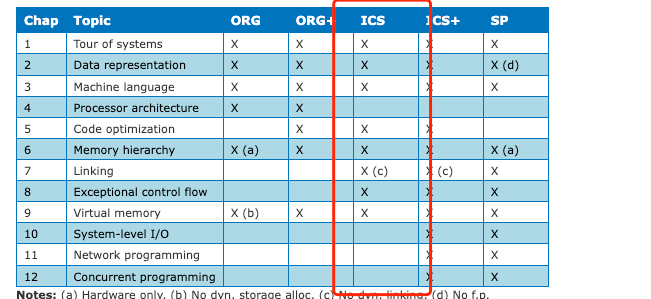 Chap Topic ORG ORG+ ICS ICS+ SP
1 Tour of systems X X X X X
2 Data representation X X X X X (d)
3 Machine language X X X X X
4 Processor architecture X X
5 Code optimization X X X
6 Memory hierarchy X (a) X X X X (a)
7 Linking X (c) X (c) X
8 Exceptional control flow X X X
9 Virtual memory X (b) X X X X
10 System-level I/O X X
11 Network programming X X
12 Concurrent programming X X
Notes: (a) Hardware only. (b) No dyn. storage alloc. (c) No dyn. linking. (d) No f.p.